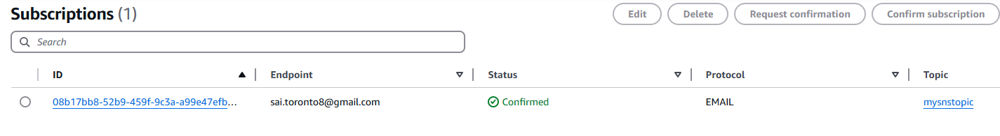 Subscriptions (1) Edit Delete Request confirmation Confirm subscription
Search
ID Endpoint Status Protocol Topic
08b17bb8-52b9-459f-9c3a-a99e47efb... sai.toronto8@gmail.com Confirmed EMAIL mysnstopic